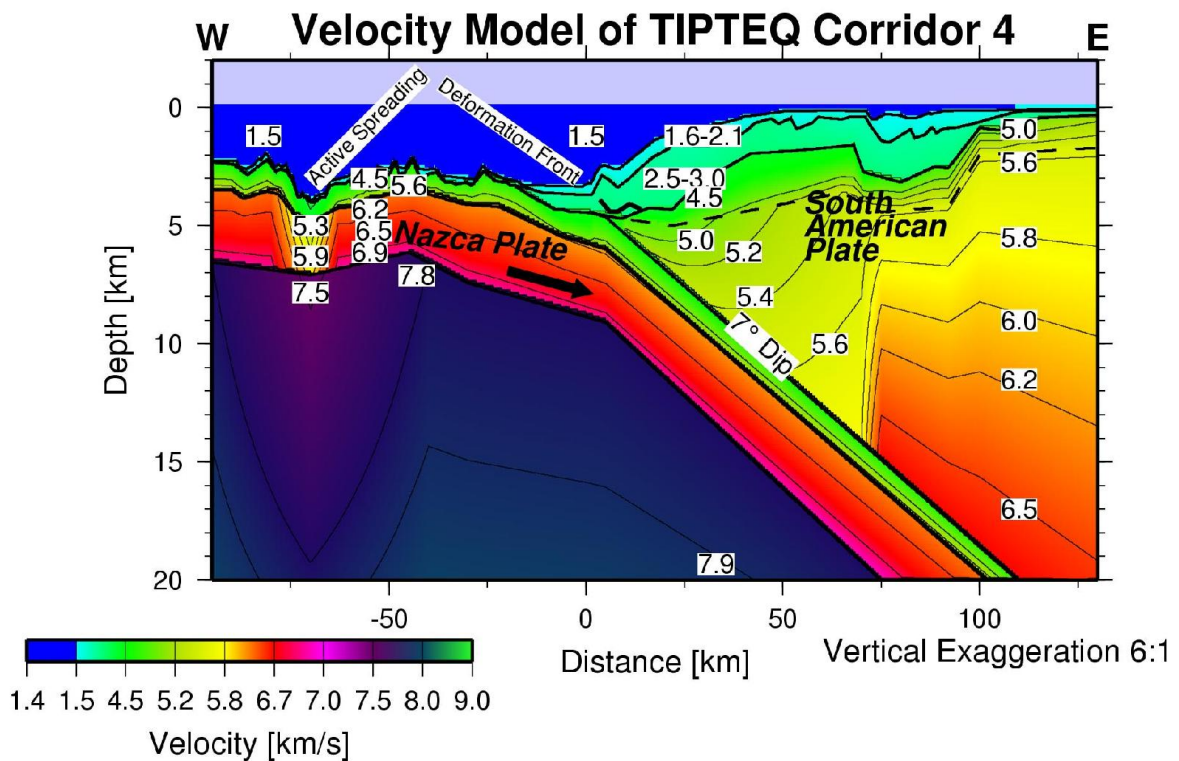 W Velocity Model of TIPTEQ Corridor 4 E
Active Spreading
Deformation Front
0
5
10
15
20
Depth [km]
1.5
1.5
1.6-2.1
5.0
5.6
4.5
5.6
2.5-3.0
4.5
6.2
5.3
6.5
5.9
6.9
7.5
7.8
Nazca Plate
South
American
Plate
5.0
5.2
5.4
5.6
7° Dip
5.8
6.0
6.2
6.5
7.9
-50 0 50 100
Distance [km]
Vertical Exaggeration 6:1
1.4 1.5 4.5 5.2 5.8 6.7 7.0 7.5 8.0 9.0
Velocity [km/s]